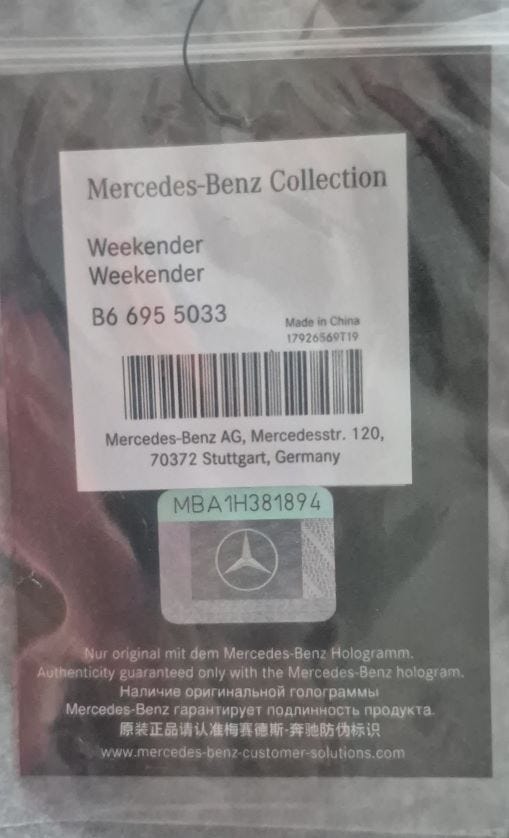 Mercedes-Benz Collection
Weekender
Weekender
B6 695 5033
Made in China
17926569T19
Mercedes-Benz AG, Mercedesstr. 120,
70372 Stuttgart, Germany
MBA1H381894
Nur original mit dem Mercedes-Benz Hologramm.
Authenticity guaranteed only with the Mercedes-Benz hologram.
Наличие оригинальной голограммы
Mercedes-Benz гарантирует подлинность продукта.
原装正品请认准梅赛德斯-奔驰防伪标识
www.mercedes-benz-customer-solutions.com